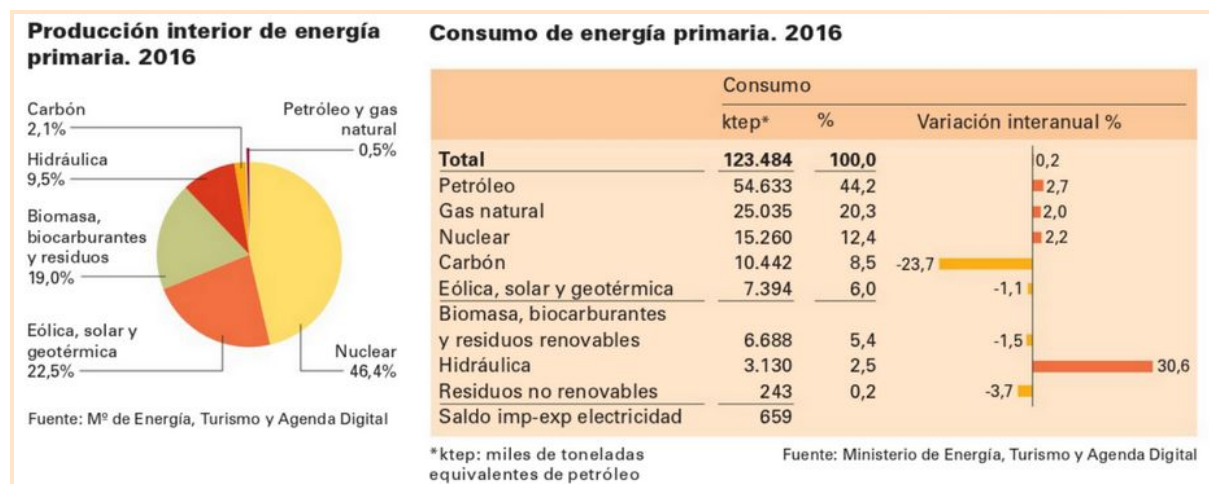 Producción interior de energía
primaria. 2016
Carbón
2,1%
Petróleo y gas
natural
0,5%
Hidráulica
9,5%
Biomasa,
biocarburantes
y residuos
19,0%
Eólica, solar y
geotérmica
22,5%
Nuclear
46,4%
Fuente: Mº de Energía, Turismo y Agenda Digital
Consumo de energía primaria. 2016
Consumo
ktep* % Variación interanual %
Total 123.484 100,0 0,2
Petróleo 54.633 44,2 2,7
Gas natural 25.035 20,3 2,0
Nuclear 15.260 12,4 2,2
Carbón 10.442 8,5 -23,7
Eólica, solar y geotérmica 7.394 6,0 -1,1
Biomasa, biocarburantes
y residuos renovables 6.688 5,4 -1,5
Hidráulica 3.130 2,5 30,6
Residuos no renovables 243 0,2 -3,7
Saldo imp-exp electricidad 659
*ktep: miles de toneladas
equivalentes de petróleo
Fuente: Ministerio de Energía, Turismo y Agenda Digital